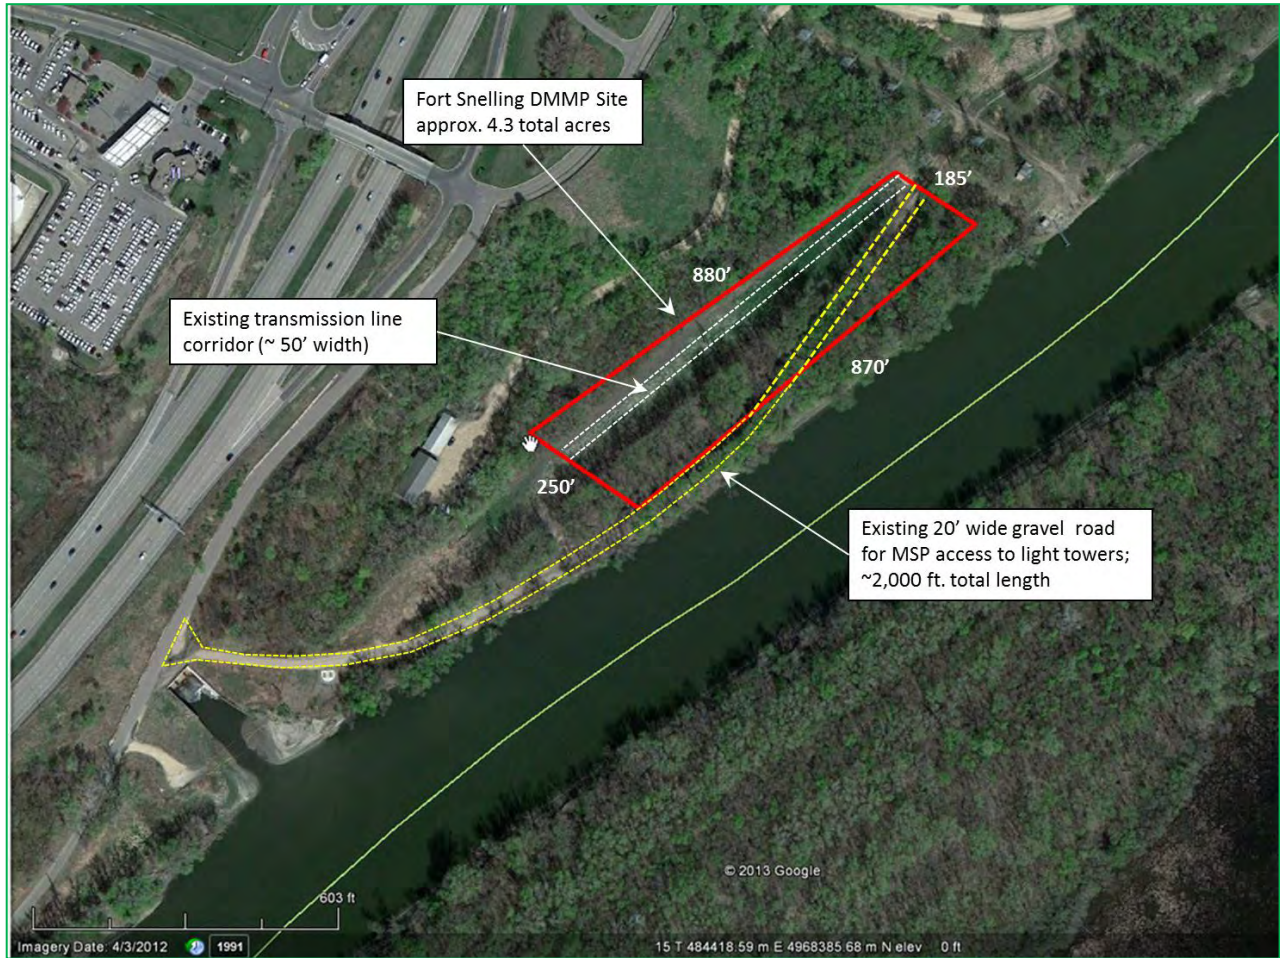 Fort Snelling DMMP Site
approx. 4.3 total acres
185’
880’
Existing transmission line
corridor (~ 50’ width)
870’
250’
Existing 20’ wide gravel road
for MSP access to light towers;
~2,000 ft. total length
© 2013 Google
603 ft
Imagery Date: 4/3/2012
1991
15 T 484418.59 m E 4968385.68 m N elev 0 ft